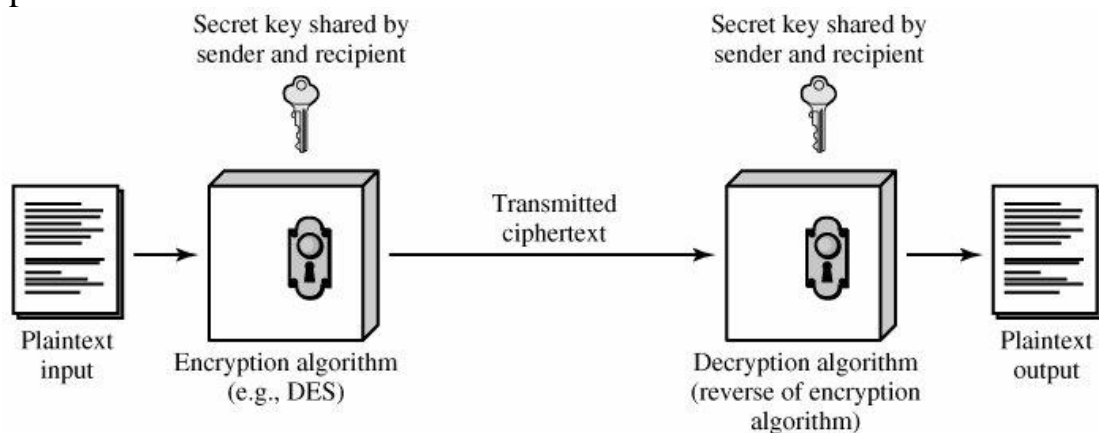 Secret key shared by
sender and recipient
Secret key shared by
sender and recipient
Transmitted
ciphertext
Plaintext
input
Encryption algorithm
(e.g., DES)
Decryption algorithm
(reverse of encryption
algorithm)
Plaintext
output